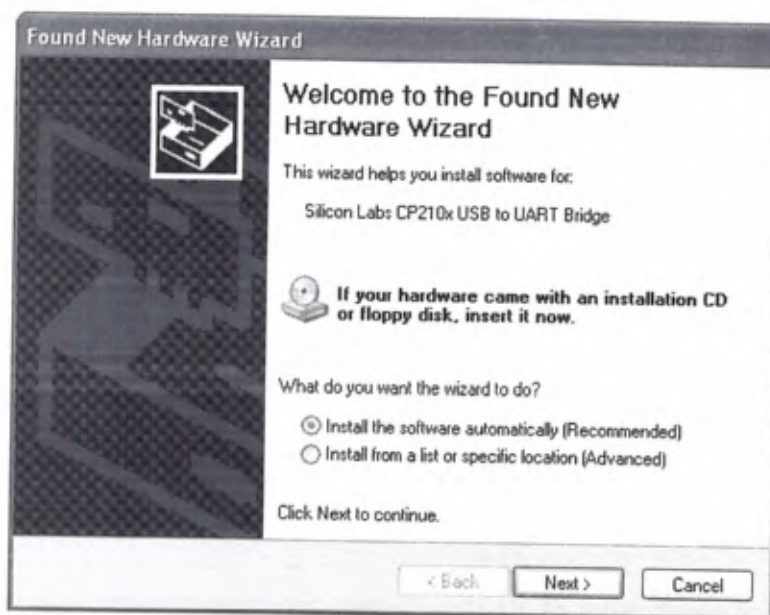 Found New Hardware Wizard
Welcome to the Found New
Hardware Wizard
This wizard helps you install software for:
Silicon Labs CP210x USB to UART Bridge
If your hardware came with an installation CD
or floppy disk, insert it now.
What do you want the wizard to do?
Install the software automatically (Recommended)
Install from a list or specific location (Advanced)
Click Next to continue.
< Back Next > Cancel